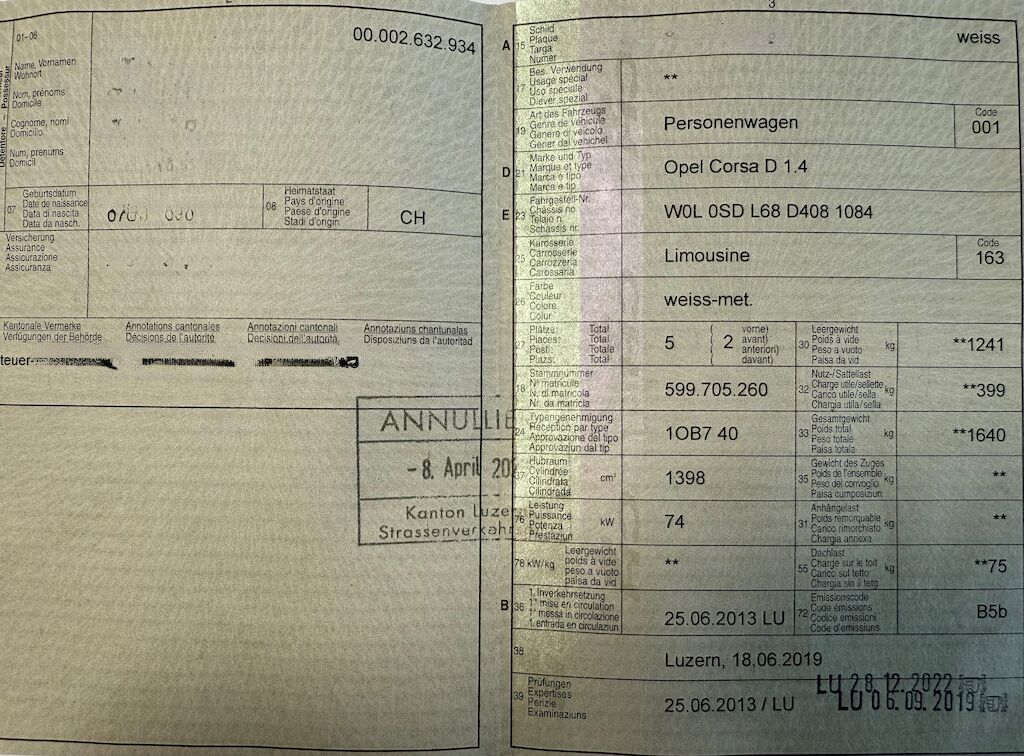 2
01-06
00.002.632.934
Name, Vornamen
Wohnort
Nom, prénoms
Domicile
Cognome, nomi
Domicilio
Num, prenums
Domicil
07 Geburtsdatum
Date de naissance
Data di nascita
Data da nasch.
08 Heimatstaat
Pays d'origine
Paese d'origine
Stadi d'origin
CH
Versicherung
Assurance
Assicurazione
Assicuranza
Kantonale Vermerke
Verfügungen der Behörde
Annotations cantonales
Décisions de l'autorité
Annotazioni cantonali
Decisioni dell'autorità
Annotaziuns chantunalas
Disposiziuns da l'autoritad
teuer-
ANNULLIE
- 8. April 20
Kanton Luze
Strassenverkehrs
3
A 15 Schild
Plaque
Targa
Numer
weiss
17 Bes. Verwendung
Usage spécial
Uso speciale
Diever spezial
**
19 Art des Fahrzeugs
Genre de véhicule
Genere di veicolo
Gener dal vehichel
Personenwagen
Code
001
D 21 Marke und Typ
Marque et type
Marca e tipo
Marca e tip
Opel Corsa D 1.4
E 23 Fahrgestell-Nr.
Châssis no
Telaio n.
Schassis nr.
W0L 0SD L68 D408 1084
25 Karosserie
Carrosserie
Carrozzeria
Carossaria
Limousine
Code
163
26 Farbe
Couleur
Colore
Colur
weiss-met.
27 Plätze: Total
Places: Total
Posti: Totale
Plazs: Total
5 ( 2 vorne)
avant)
anteriori)
davant)
30 Leergewicht
Poids à vide
Peso a vuoto
Paisa da vid
kg
**1241
18 Stammnummer
No matricule
N. di matricola
Nr. da matricla
599.705.260
32 Nutz-/Sattellast
Charge utile/sellette
Carico utile/sella
Chargia utila/sella
kg
**399
24 Typengenehmigung
Réception par type
Approvazione del tipo
Approvaziun dal tip
1OB7 40
33 Gesamtgewicht
Poids total
Peso totale
Paisa totala
kg
**1640
37 Hubraum
Cylindrée
Cilindrata
Cilindrada
cm³
1398
35 Gewicht des Zuges
Poids de l'ensemble
Peso del convoglio
Paisa cumposiziun
kg
**
76 Leistung
Puissance
Potenza
Prestaziun
kW
74
31 Anhängelast
Poids remorquable
Carico rimorchiato
Chargia annexa
kg
**
78 kW/kg
Leergewicht
poids à vide
peso a vuoto
paisa da vid
**
55 Dachlast
Charge sur le toit
Carico sul tetto
Chargia sin il tetg
kg
**75
B 36 1. Inverkehrsetzung
1re mise en circulation
1a messa in circolazione
1. entrada en circulaziun
25.06.2013 LU
72 Emissionscode
Code émissions
Codice emissioni
Code d'emissiuns
B5b
38
Luzern, 18.06.2019
39 Prüfungen
Expertises
Perizie
Examinaziuns
25.06.2013 / LU
LU 28.12.2022
LU 06.09.2019